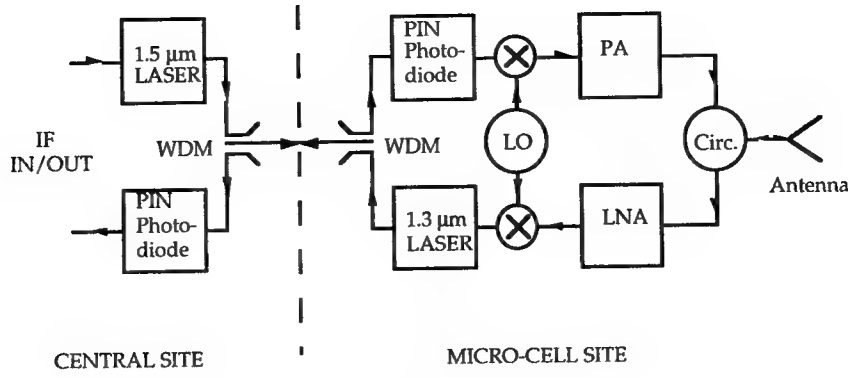 1.5 μm
LASER
IF
IN/OUT
WDM
PIN
Photo-
diode
CENTRAL SITE
PIN
Photo-
diode
PA
WDM
LO
Circ.
Antenna
1.3 μm
LASER
LNA
MICRO-CELL SITE